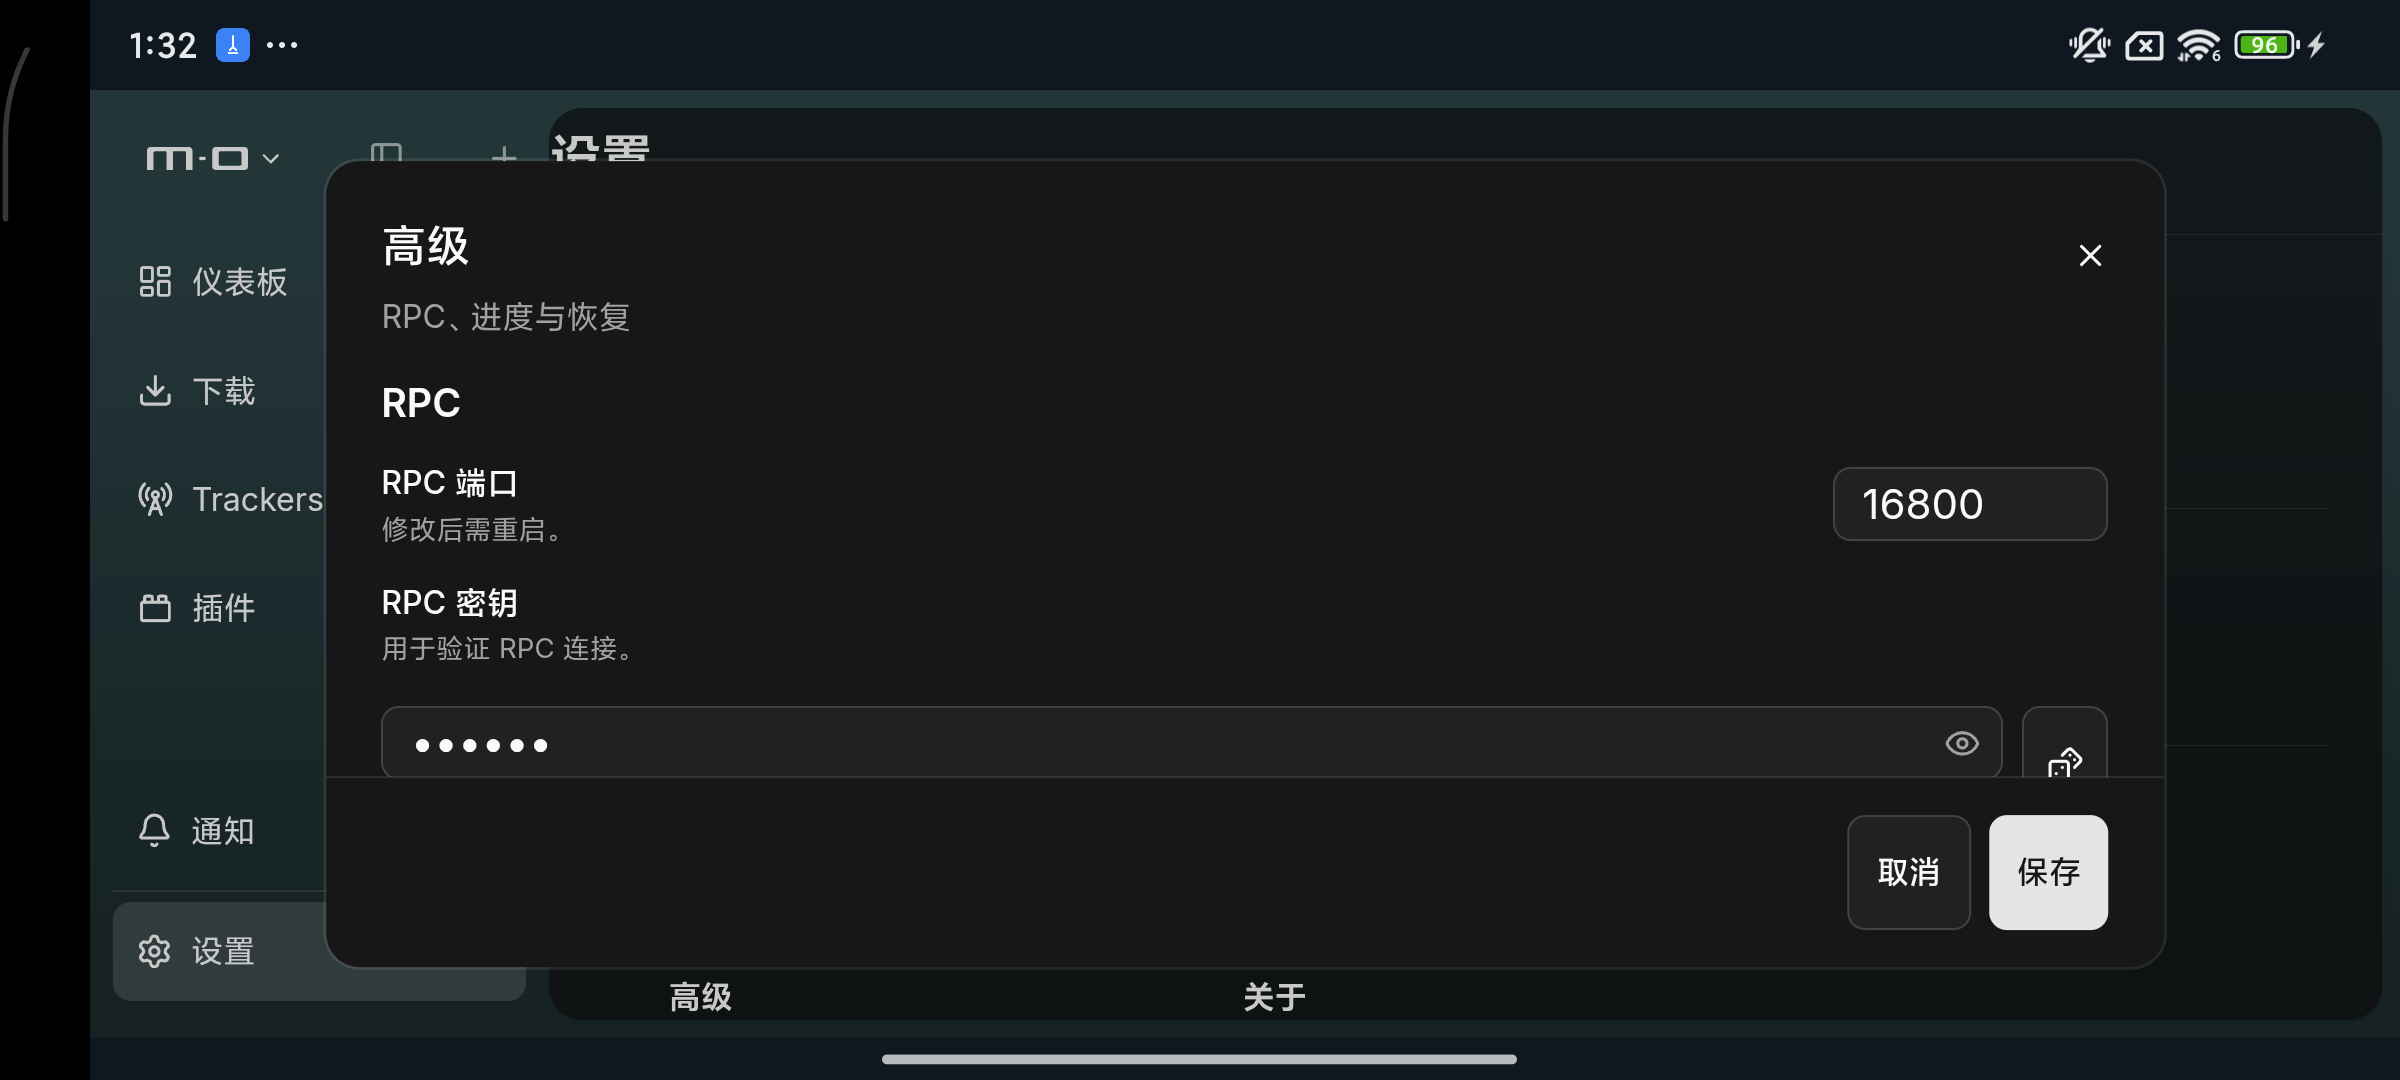 1:32
6
96
m-o
设置
仪表板
下载
Trackers
插件
通知
设置
高级
RPC、进度与恢复
RPC
RPC 端口
修改后需重启。
16800
RPC 密钥
用于验证 RPC 连接。
••••••
取消
保存
高级
关于